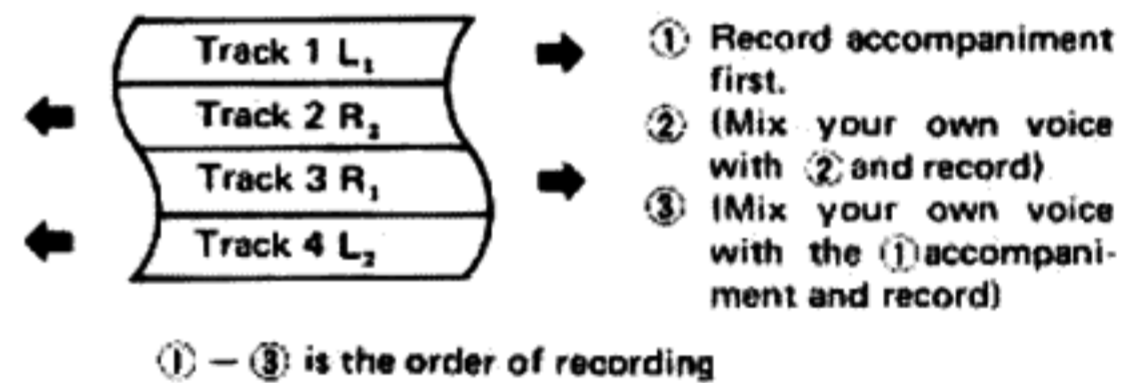 Track 1 L₁
Track 2 R₂
Track 3 R₁
Track 4 L₂
① Record accompaniment
first.
② (Mix your own voice
with ② and record)
③ (Mix your own voice
with the ① accompani-
ment and record)
① – ③ is the order of recording